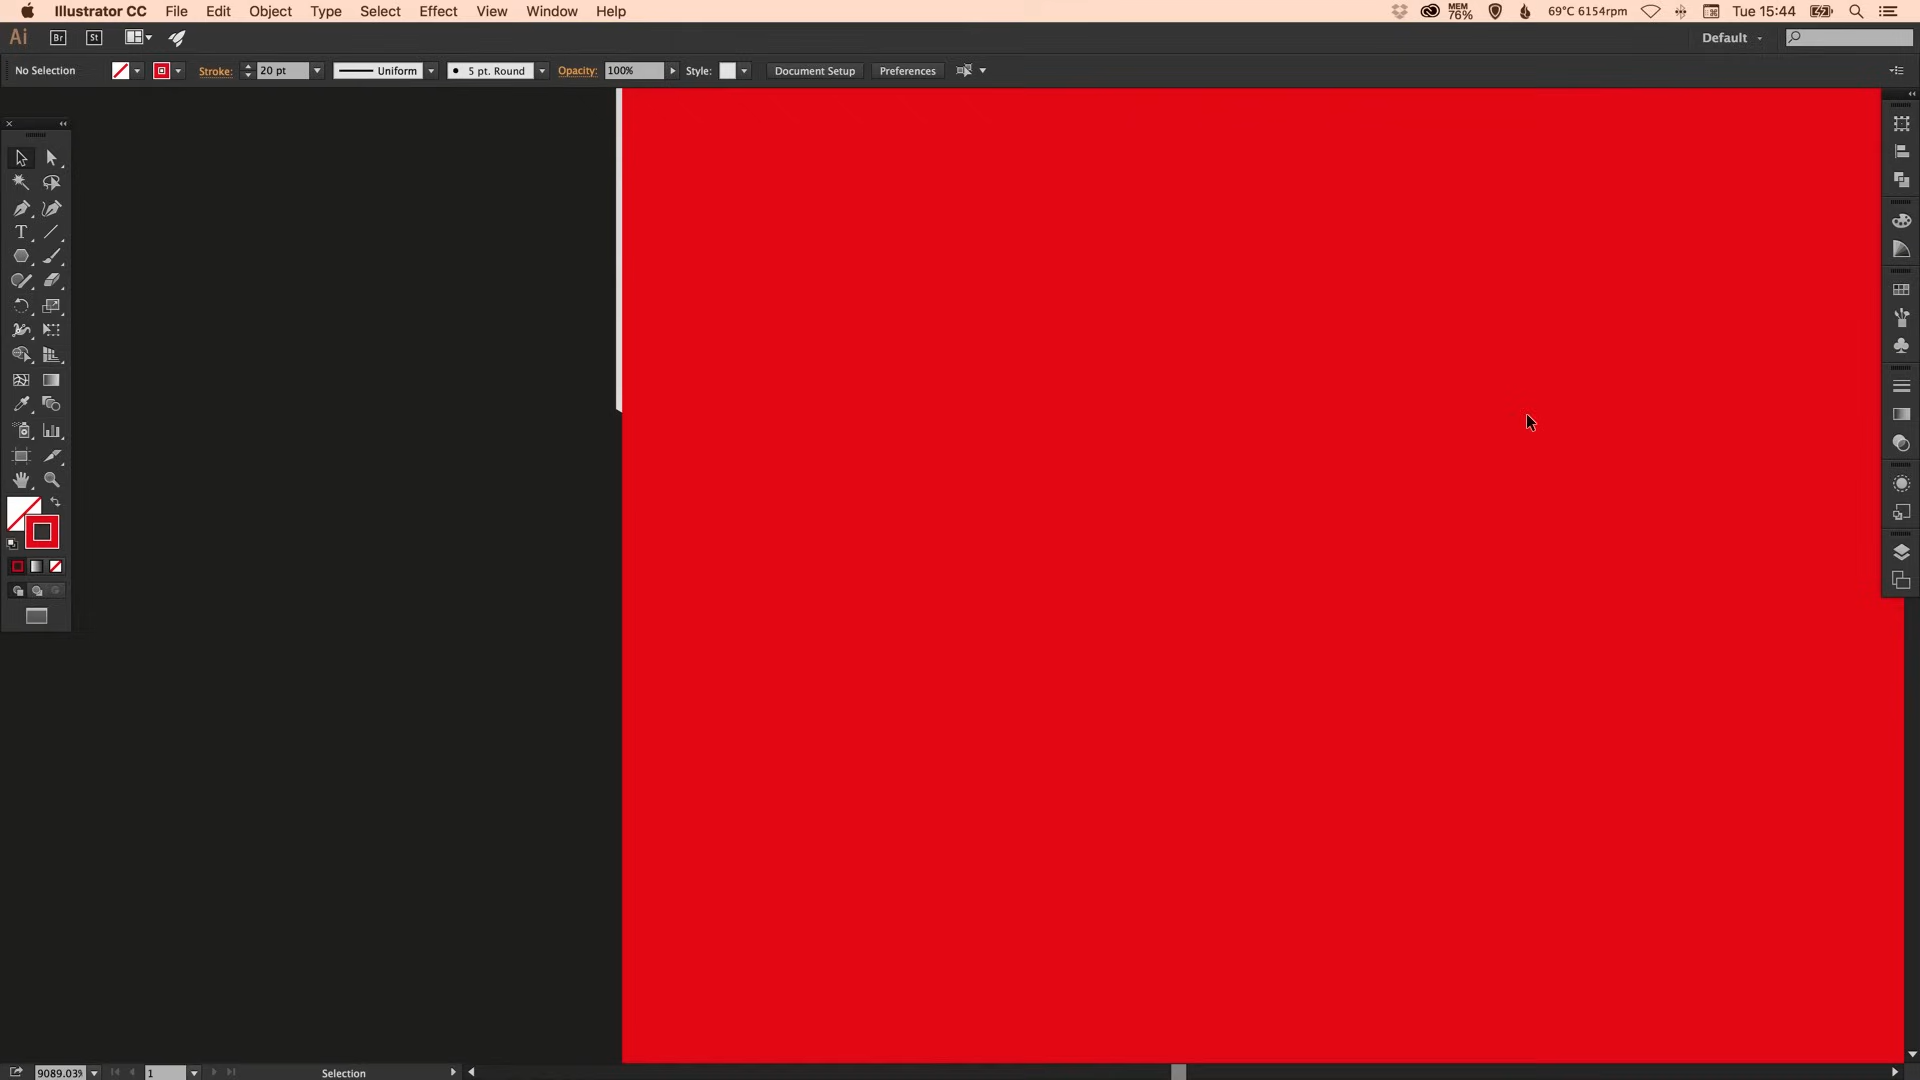 Illustrator CC File Edit Object Type Select Effect View Window Help MEM 76% 69°C 6154rpm Tue 15:44
Ai Br St Default
No Selection Stroke: 20 pt Uniform 5 pt. Round Opacity: 100% Style: Document Setup Preferences
T
9089.03% 1 Selection